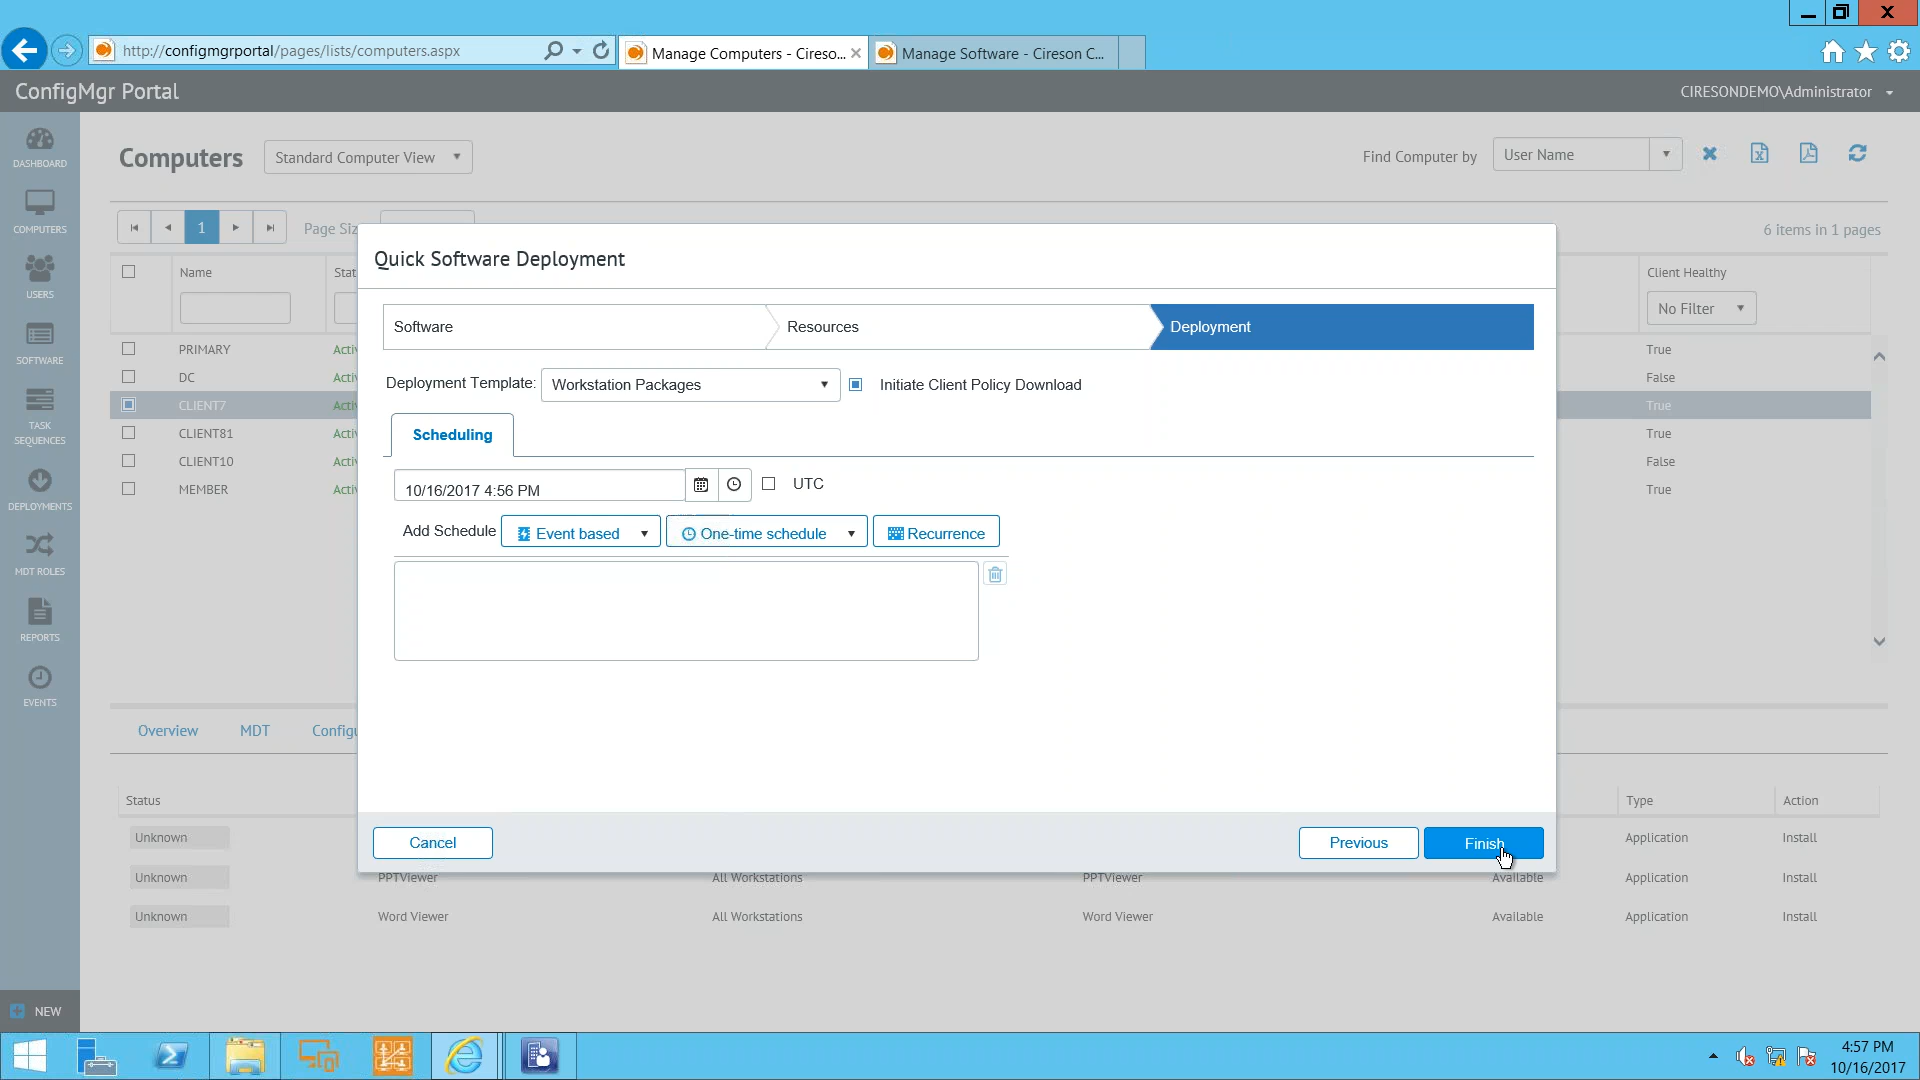 http://configmgrportal/pages/lists/computers.aspx
Manage Computers - Cireso...
Manage Software - Cireson C...
ConfigMgr Portal
CIRESONDEMO\Administrator
DASHBOARD
COMPUTERS
USERS
SOFTWARE
TASK
SEQUENCES
DEPLOYMENTS
MDT ROLES
REPORTS
EVENTS
NEW
Computers
Standard Computer View
Find Computer by
User Name
1
Page Siz
6 items in 1 pages
Name
Stat
Client Healthy
No Filter
PRIMARY
Activ
True
DC
Activ
False
CLIENT7
Activ
True
CLIENT81
Activ
True
CLIENT10
Activ
False
MEMBER
Activ
True
Quick Software Deployment
Software
Resources
Deployment
Deployment Template:
Workstation Packages
Initiate Client Policy Download
Scheduling
10/16/2017 4:56 PM
UTC
Add Schedule
Event based
One-time schedule
Recurrence
Cancel
Previous
Finish
Overview
MDT
Configu
Status
Type
Action
Unknown
Application
Install
Unknown
PPTViewer
All Workstations
PPTViewer
Available
Application
Install
Unknown
Word Viewer
All Workstations
Word Viewer
Available
Application
Install
4:57 PM
10/16/2017